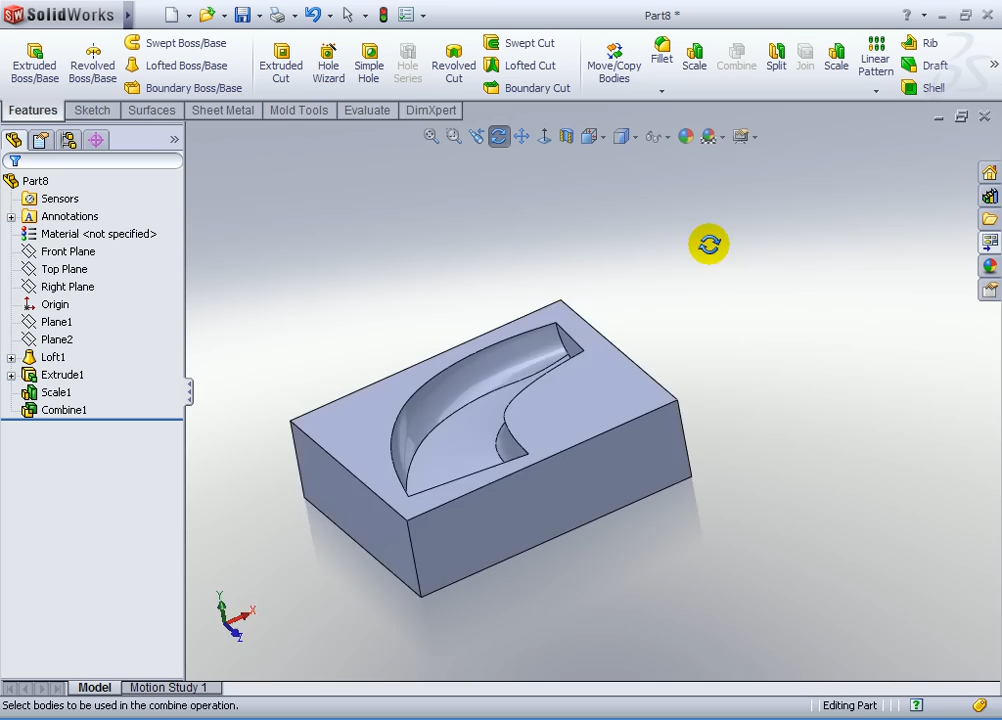 SolidWorks
Part8 *
Extruded Boss/Base
Revolved Boss/Base
Swept Boss/Base
Lofted Boss/Base
Boundary Boss/Base
Extruded Cut
Hole Wizard
Simple Hole
Hole Series
Revolved Cut
Swept Cut
Lofted Cut
Boundary Cut
Move/Copy Bodies
Fillet
Scale
Combine
Split
Join
Scale
Linear Pattern
Rib
Draft
Shell
Features
Sketch
Surfaces
Sheet Metal
Mold Tools
Evaluate
DimXpert
Part8
Sensors
Annotations
Material <not specified>
Front Plane
Top Plane
Right Plane
Origin
Plane1
Plane2
Loft1
Extrude1
Scale1
Combine1
Y
X
Z
Model
Motion Study 1
Select bodies to be used in the combine operation.
Editing Part